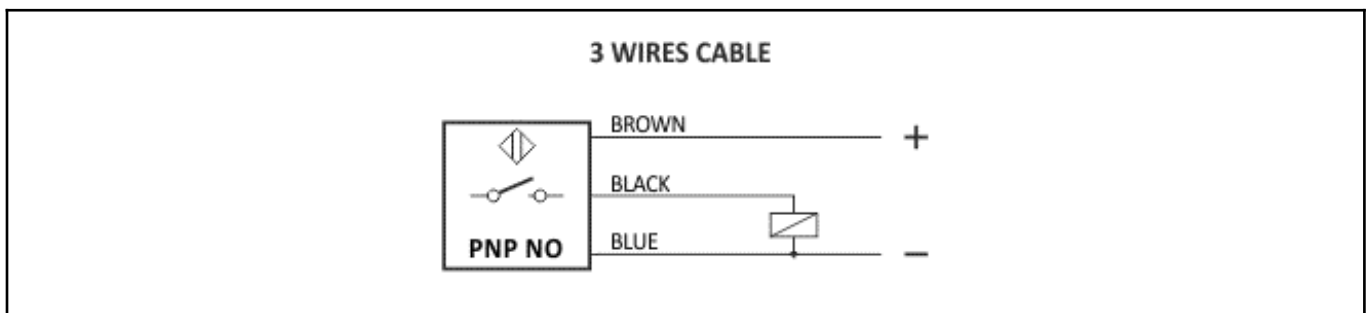 3 WIRES CABLE
BROWN
+
BLACK
PNP NO
BLUE
−